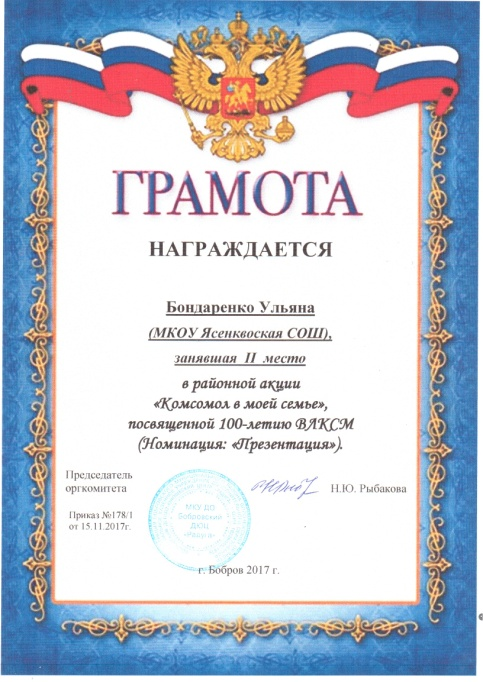 ГРАМОТА
НАГРАЖДАЕТСЯ
Бондаренко Ульяна
(МКОУ Ясенквоская СОШ),
занявшая II место
в районной акции
«Комсомол в моей семье»,
посвященной 100-летию ВЛКСМ
(Номинация: «Презентация»).
Председатель
оргкомитета
Н.Ю. Рыбакова
Приказ №178/1
от 15.11.2017г.
МКУ ДО
Бобровский
ДЮЦ
«Радуга»
г. Бобров 2017 г.